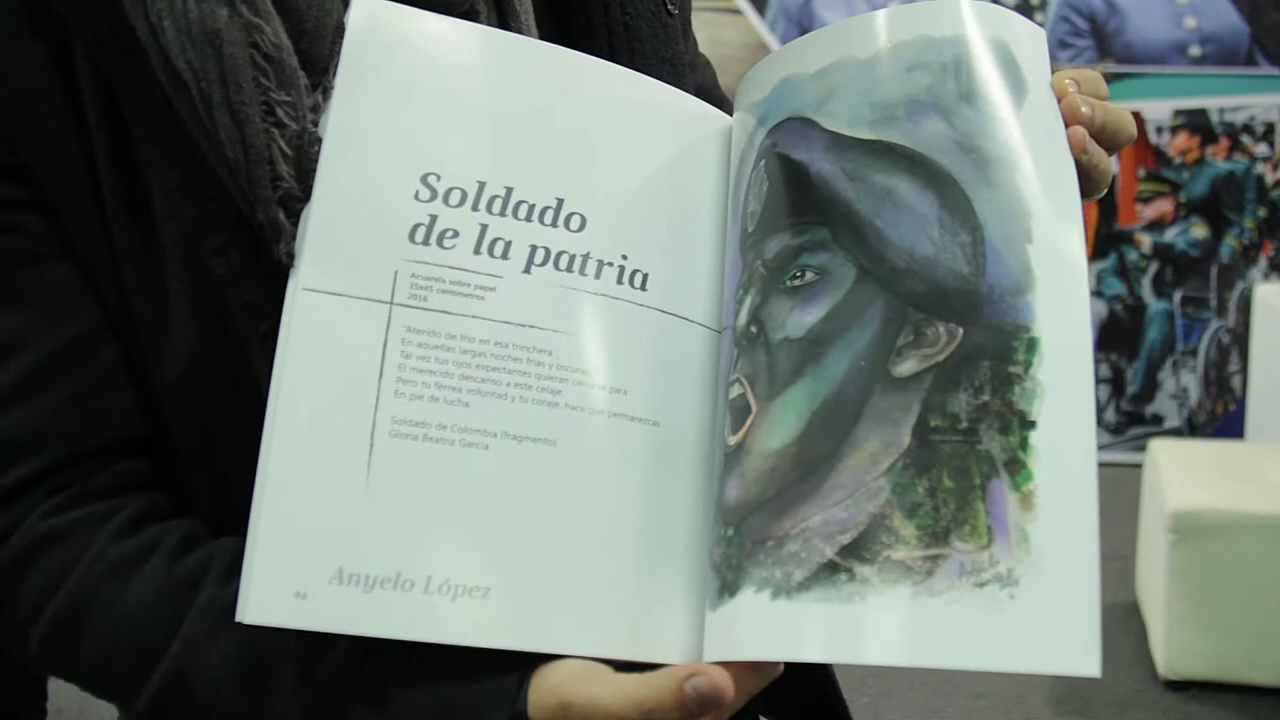 Soldado
de la patria
Acuarela sobre papel
35x45 centímetros
2016
"Aterido de frío en esa trinchera
En aquellas largas noches frías y oscuras
Tal vez tus ojos expectantes quieran cerrarse para
El merecido descanso a este celaje,
Pero tu férrea voluntad y tu coraje, hace que permanezcas
En pie de lucha.
Soldado de Colombia (fragmento)
Gloria Beatriz García
Anyelo López